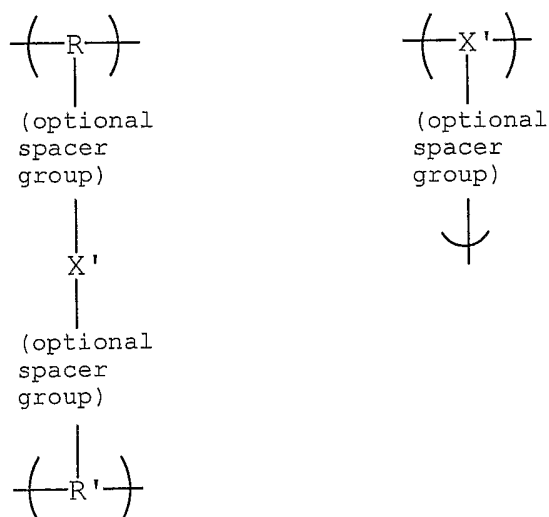 R
(optional
spacer
group)
X'
(optional
spacer
group)
R'
X'
(optional
spacer
group)